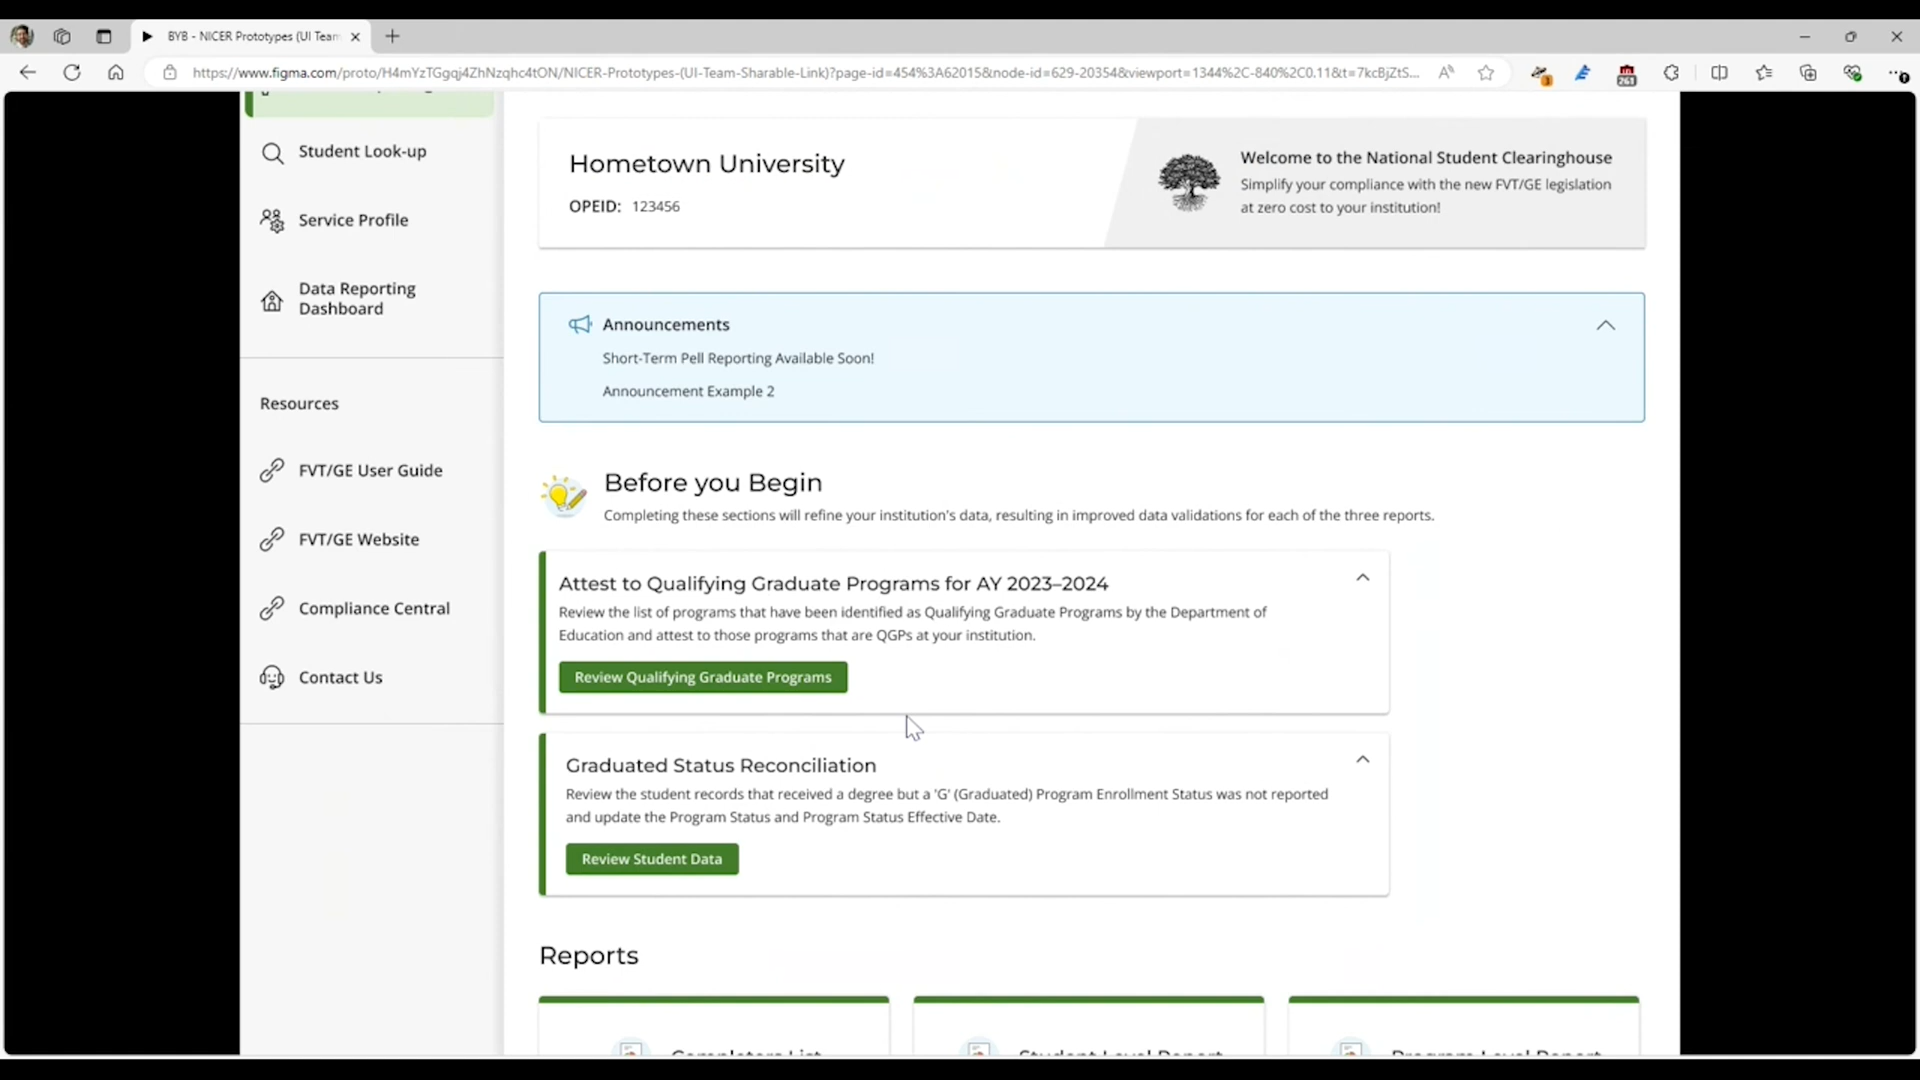 BYB - NICER Prototypes (UI Team
https://www.figma.com/proto/H4mYzTGgqj4ZhNzqhc4tON/NICER-Prototypes-(UI-Team-Sharable-Link)?page-id=454%3A62015&node-id=629-20354&viewport=1344%2C-840%2C0.11&t=7kcBjZtS...
Student Look-up
Service Profile
Data Reporting
Dashboard
Resources
FVT/GE User Guide
FVT/GE Website
Compliance Central
Contact Us
Hometown University
OPEID: 123456
Welcome to the National Student Clearinghouse
Simplify your compliance with the new FVT/GE legislation
at zero cost to your institution!
Announcements
Short-Term Pell Reporting Available Soon!
Announcement Example 2
Before you Begin
Completing these sections will refine your institution's data, resulting in improved data validations for each of the three reports.
Attest to Qualifying Graduate Programs for AY 2023–2024
Review the list of programs that have been identified as Qualifying Graduate Programs by the Department of
Education and attest to those programs that are QGPs at your institution.
Review Qualifying Graduate Programs
Graduated Status Reconciliation
Review the student records that received a degree but a 'G' (Graduated) Program Enrollment Status was not reported
and update the Program Status and Program Status Effective Date.
Review Student Data
Reports
Completers List
Student Level Report
Program Level Report